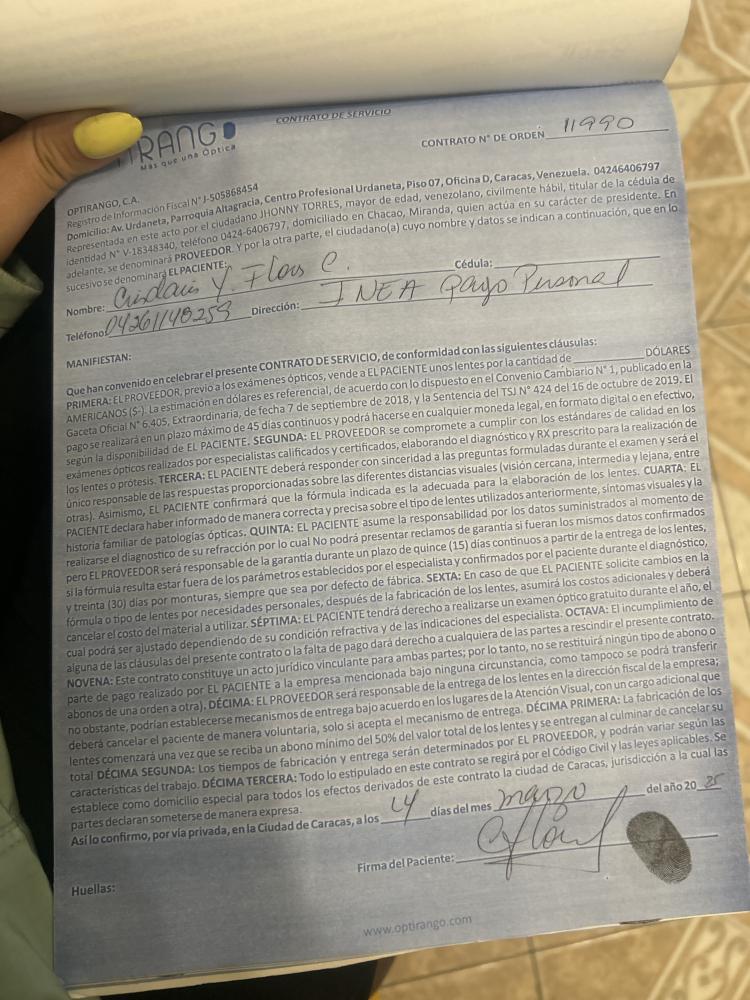 CONTRATO DE SERVICIO
TIRANGO
Más que una Óptica
CONTRATO N° DE ORDEN 11990
OPTIRANGO, C.A.
Registro de Información Fiscal N° J-505868454
Domicilio: Av. Urdaneta, Parroquia Altagracia, Centro Profesional Urdaneta, Piso 07, Oficina D, Caracas, Venezuela. 04246406797
Representada en este acto por el ciudadano JHONNY TORRES, mayor de edad, venezolano, civilmente hábil, titular de la cédula de
identidad N° V-18348340, teléfono 0424-6406797, domiciliado en Chacao, Miranda, quien actúa en su carácter de presidente. En
adelante, se denominará PROVEEDOR. Y por la otra parte, el ciudadano(a) cuyo nombre y datos se indican a continuación, que en lo
sucesivo se denominará EL PACIENTE:
Nombre: Y. Flores C. Cédula:
Teléfono: 04261148259 Dirección: INEA Pago Personal
MANIFIESTAN:
Que han convenido en celebrar el presente CONTRATO DE SERVICIO, de conformidad con las siguientes cláusulas:
PRIMERA: EL PROVEEDOR, previo a los exámenes ópticos, vende a EL PACIENTE unos lentes por la cantidad de DÓLARES
AMERICANOS ($-). La estimación en dólares es referencial, de acuerdo con lo dispuesto en el Convenio Cambiario N° 1, publicado en la
Gaceta Oficial N° 6.405, Extraordinaria, de fecha 7 de septiembre de 2018, y la Sentencia del TSJ N° 424 del 16 de octubre de 2019. El
pago se realizará en un plazo máximo de 45 días continuos y podrá hacerse en cualquier moneda legal, en formato digital o en efectivo,
según la disponibilidad de EL PACIENTE. SEGUNDA: EL PROVEEDOR se compromete a cumplir con los estándares de calidad en los
exámenes ópticos realizados por especialistas calificados y certificados, elaborando el diagnóstico y RX prescrito para la realización de
los lentes o prótesis. TERCERA: EL PACIENTE deberá responder con sinceridad a las preguntas formuladas durante el examen y será el
único responsable de las respuestas proporcionadas sobre las diferentes distancias visuales (visión cercana, intermedia y lejana, entre
otras). Asimismo, EL PACIENTE confirmará que la fórmula indicada es la adecuada para la elaboración de los lentes. CUARTA: EL
PACIENTE declara haber informado de manera correcta y precisa sobre el tipo de lentes utilizados anteriormente, síntomas visuales y la
historia familiar de patologías ópticas. QUINTA: EL PACIENTE asume la responsabilidad por los datos suministrados al momento de
realizarse el diagnostico de su refracción por lo cual No podrá presentar reclamos de garantía si fueran los mismos datos confirmados
pero EL PROVEEDOR será responsable de la garantía durante un plazo de quince (15) días continuos a partir de la entrega de los lentes,
si la fórmula resulta estar fuera de los parámetros establecidos por el especialista y confirmados por el paciente durante el diagnóstico,
y treinta (30) días por monturas, siempre que sea por defecto de fábrica. SEXTA: En caso de que EL PACIENTE solicite cambios en la
fórmula o tipo de lentes por necesidades personales, después de la fabricación de los lentes, asumirá los costos adicionales y deberá
cancelar el costo del material a utilizar. SÉPTIMA: EL PACIENTE tendrá derecho a realizarse un examen óptico gratuito durante el año, el
cual podrá ser ajustado dependiendo de su condición refractiva y de las indicaciones del especialista. OCTAVA: El incumplimiento de
alguna de las cláusulas del presente contrato o la falta de pago dará derecho a cualquiera de las partes a rescindir el presente contrato.
NOVENA: Este contrato constituye un acto jurídico vinculante para ambas partes; por lo tanto, no se restituirá ningún tipo de abono o
parte de pago realizado por EL PACIENTE a la empresa mencionada bajo ninguna circunstancia, como tampoco se podrá transferir
abonos de una orden a otra). DÉCIMA: EL PROVEEDOR será responsable de la entrega de los lentes en la dirección fiscal de la empresa;
no obstante, podrían establecerse mecanismos de entrega bajo acuerdo en los lugares de la Atención Visual, con un cargo adicional que
deberá cancelar el paciente de manera voluntaria, solo si acepta el mecanismo de entrega. DÉCIMA PRIMERA: La fabricación de los
lentes comenzará una vez que se reciba un abono mínimo del 50% del valor total de los lentes y se entregan al culminar de cancelar su
total DÉCIMA SEGUNDA: Los tiempos de fabricación y entrega serán determinados por EL PROVEEDOR, y podrán variar según las
características del trabajo. DÉCIMA TERCERA: Todo lo estipulado en este contrato se regirá por el Código Civil y las leyes aplicables. Se
establece como domicilio especial para todos los efectos derivados de este contrato la ciudad de Caracas, jurisdicción a la cual las
partes declaran someterse de manera expresa.
Así lo confirmo, por vía privada, en la Ciudad de Caracas, a los 14 días del mes marzo del año 20 25
Firma del Paciente:
Huellas:
www.optirango.com